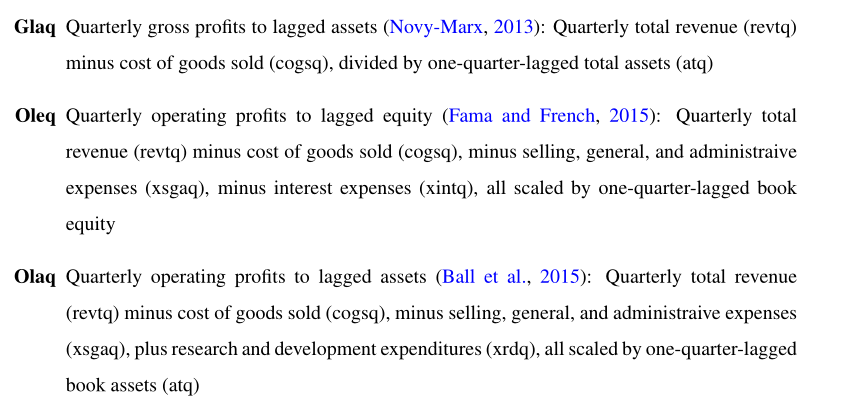 Glaq Quarterly gross profits to lagged assets (Novy-Marx, 2013): Quarterly total revenue (revtq)
minus cost of goods sold (cogsq), divided by one-quarter-lagged total assets (atq)
Oleq Quarterly operating profits to lagged equity (Fama and French, 2015): Quarterly total
revenue (revtq) minus cost of goods sold (cogsq), minus selling, general, and administraive
expenses (xsgaq), minus interest expenses (xintq), all scaled by one-quarter-lagged book
equity
Olaq Quarterly operating profits to lagged assets (Ball et al., 2015): Quarterly total revenue
(revtq) minus cost of goods sold (cogsq), minus selling, general, and administraive expenses
(xsgaq), plus research and development expenditures (xrdq), all scaled by one-quarter-lagged
book assets (atq)